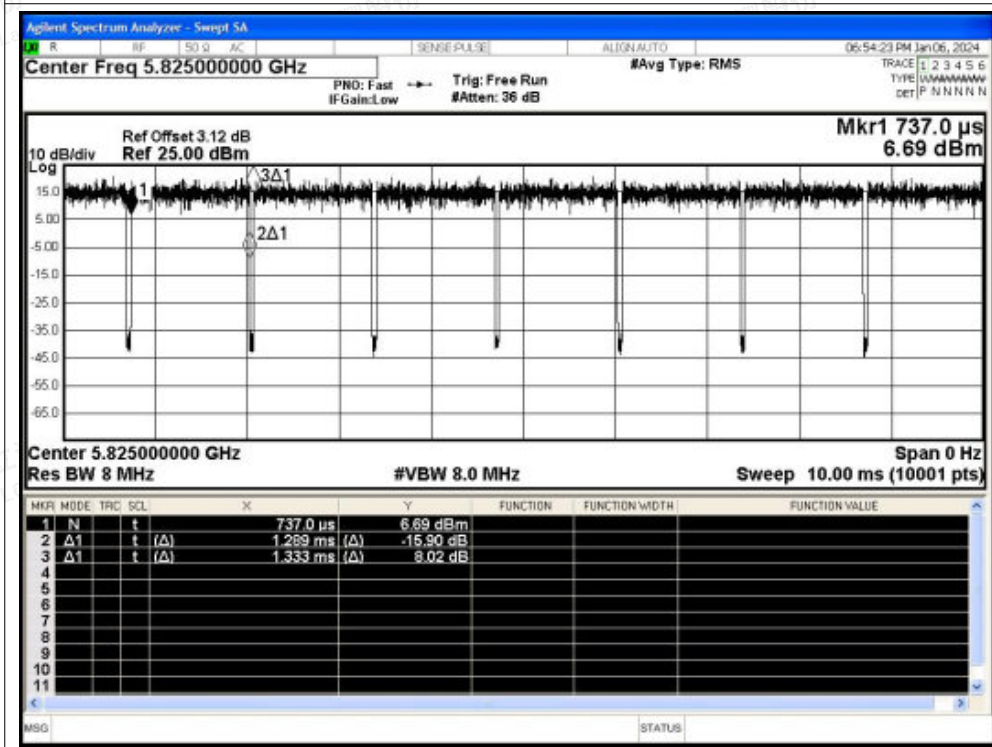 Agilent Spectrum Analyzer - Swept SA
R RF 50 Ω AC SENSE:PULSE ALIGN AUTO 06:54:23 PM Jan 06, 2024
Center Freq 5.825000000 GHz #Avg Type: RMS TRACE 1 2 3 4 5 6
PNO: Fast Trig: Free Run TYPE
IFGain:Low #Atten: 36 dB DET P N N N N N
Mkr1 737.0 µs
Ref Offset 3.12 dB
10 dB/div Ref 25.00 dBm 6.69 dBm
Log
3Δ1
15.0 1
5.00
2Δ1
-5.00
-15.0
-25.0
-35.0
-45.0
-55.0
-65.0
Center 5.825000000 GHz Span 0 Hz
Res BW 8 MHz #VBW 8.0 MHz Sweep 10.00 ms (10001 pts)
MKR MODE TRC SCL X Y FUNCTION FUNCTION WIDTH FUNCTION VALUE
1 N t 737.0 µs 6.69 dBm
2 Δ1 t (Δ) 1.289 ms (Δ) -15.90 dB
3 Δ1 t (Δ) 1.333 ms (Δ) 8.02 dB
4
5
6
7
8
9
10
11
MSG STATUS